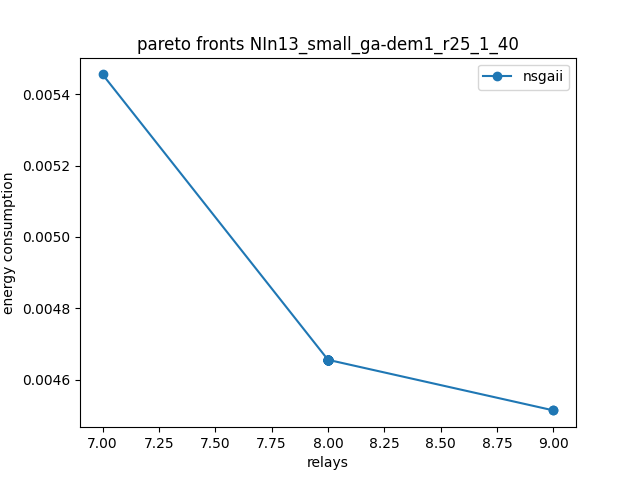 pareto fronts NIn13_small_ga-dem1_r25_1_40
nsgaii
energy consumption
0.0054
0.0052
0.0050
0.0048
0.0046
7.00 7.25 7.50 7.75 8.00 8.25 8.50 8.75 9.00
relays